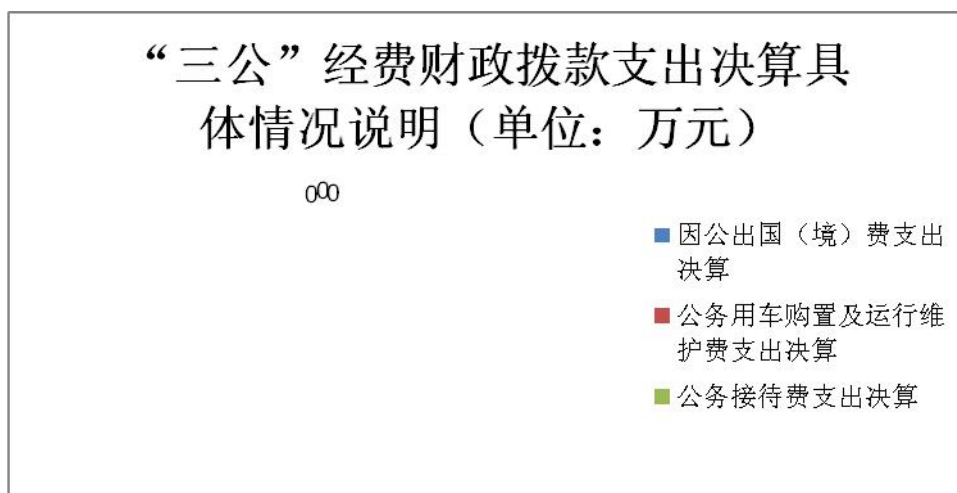 “三公”经费财政拨款支出决算具
体情况说明（单位：万元）
000
因公出国（境）费支出
决算
公务用车购置及运行维
护费支出决算
公务接待费支出决算